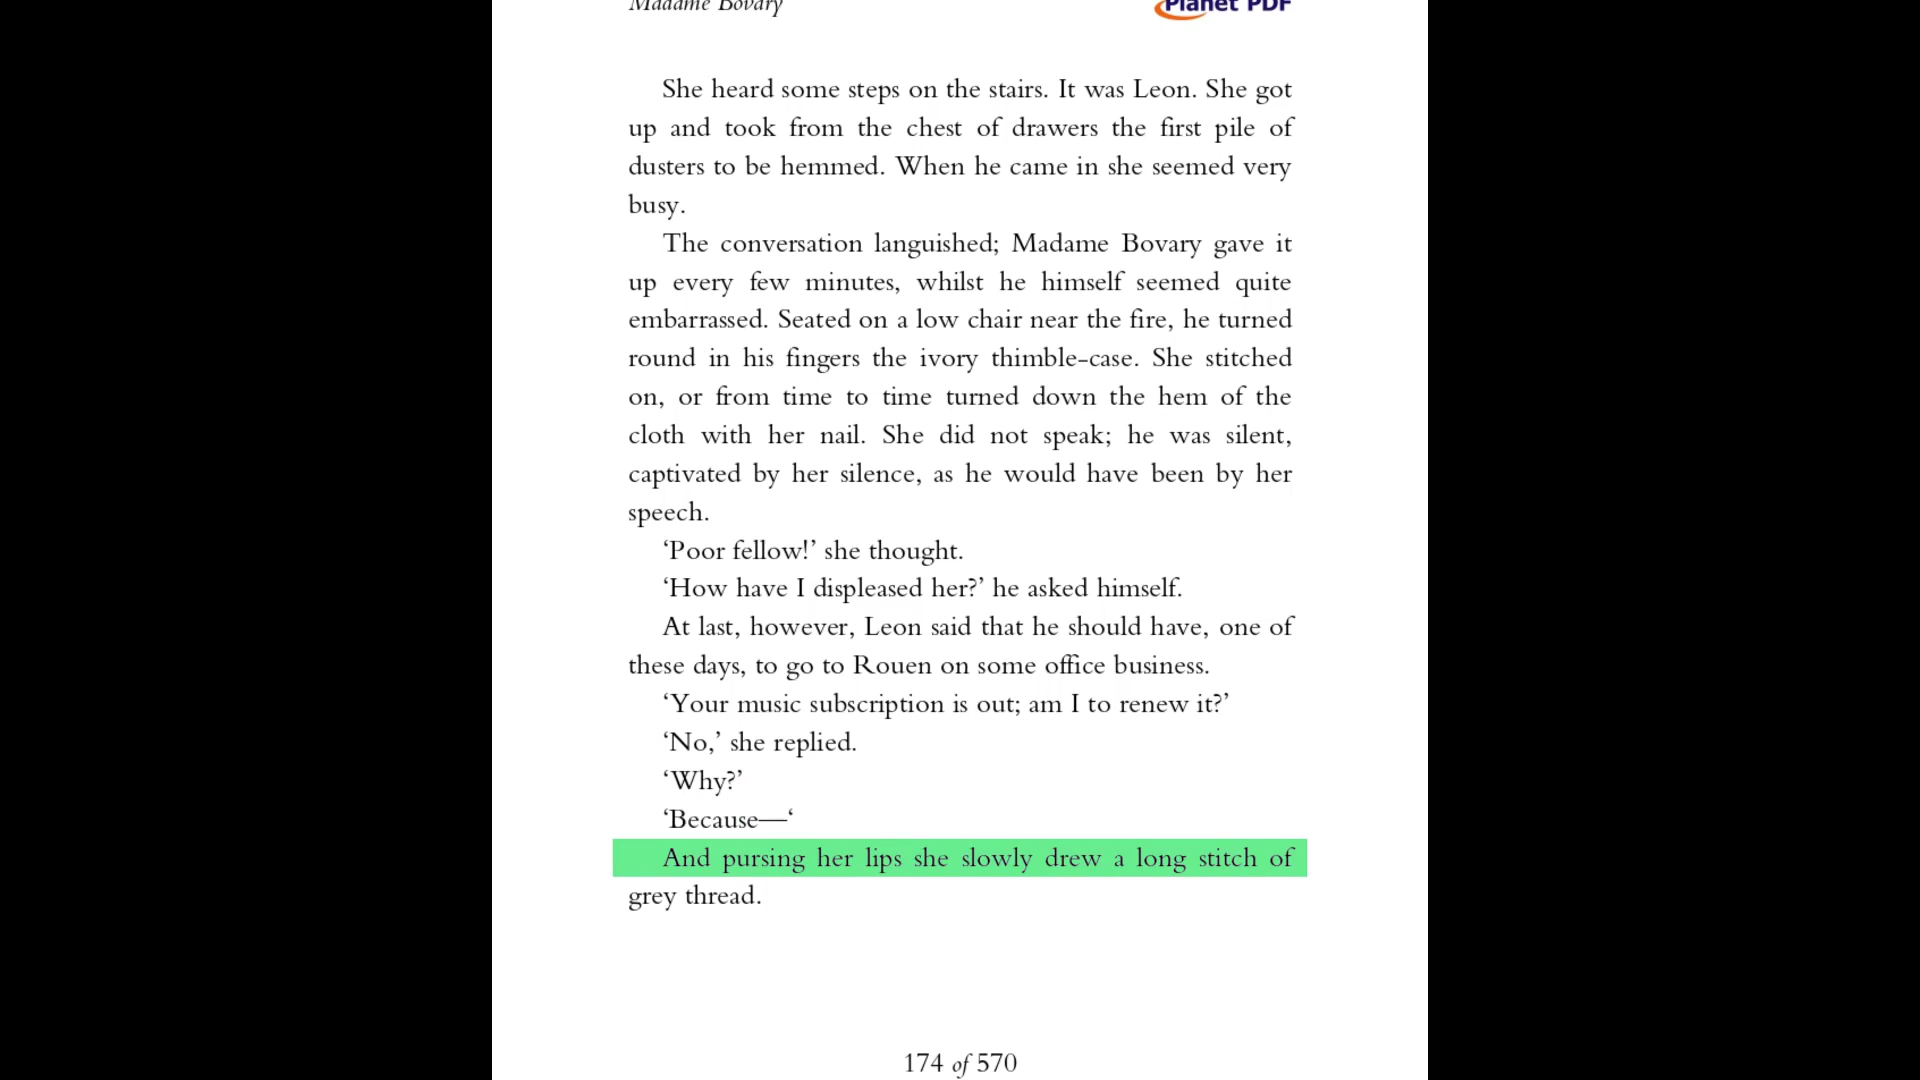 Madame Bovary
Planet PDF
She heard some steps on the stairs. It was Leon. She got
up and took from the chest of drawers the first pile of
dusters to be hemmed. When he came in she seemed very
busy.
The conversation languished; Madame Bovary gave it
up every few minutes, whilst he himself seemed quite
embarrassed. Seated on a low chair near the fire, he turned
round in his fingers the ivory thimble-case. She stitched
on, or from time to time turned down the hem of the
cloth with her nail. She did not speak; he was silent,
captivated by her silence, as he would have been by her
speech.
‘Poor fellow!’ she thought.
‘How have I displeased her?’ he asked himself.
At last, however, Leon said that he should have, one of
these days, to go to Rouen on some office business.
‘Your music subscription is out; am I to renew it?’
‘No,’ she replied.
‘Why?’
‘Because—‘
And pursing her lips she slowly drew a long stitch of
grey thread.
174 of 570